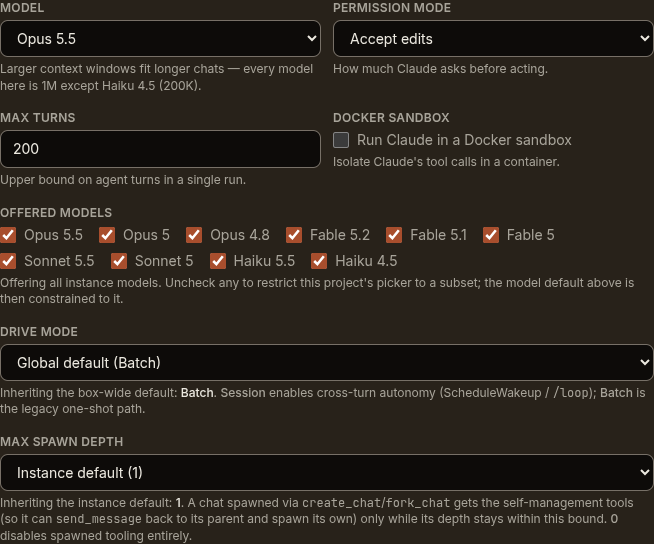 MODEL
Opus 5.5
Larger context windows fit longer chats — every model
here is 1M except Haiku 4.5 (200K).
PERMISSION MODE
Accept edits
How much Claude asks before acting.
MAX TURNS
200
Upper bound on agent turns in a single run.
DOCKER SANDBOX
Run Claude in a Docker sandbox
Isolate Claude's tool calls in a container.
OFFERED MODELS
Opus 5.5 Opus 5 Opus 4.8 Fable 5.2 Fable 5.1 Fable 5
Sonnet 5.5 Sonnet 5 Haiku 5.5 Haiku 4.5
Offering all instance models. Uncheck any to restrict this project's picker to a subset; the model default above is
then constrained to it.
DRIVE MODE
Global default (Batch)
Inheriting the box-wide default: Batch. Session enables cross-turn autonomy (ScheduleWakeup / /loop); Batch is
the legacy one-shot path.
MAX SPAWN DEPTH
Instance default (1)
Inheriting the instance default: 1. A chat spawned via create_chat/fork_chat gets the self-management tools
(so it can send_message back to its parent and spawn its own) only while its depth stays within this bound. 0
disables spawned tooling entirely.